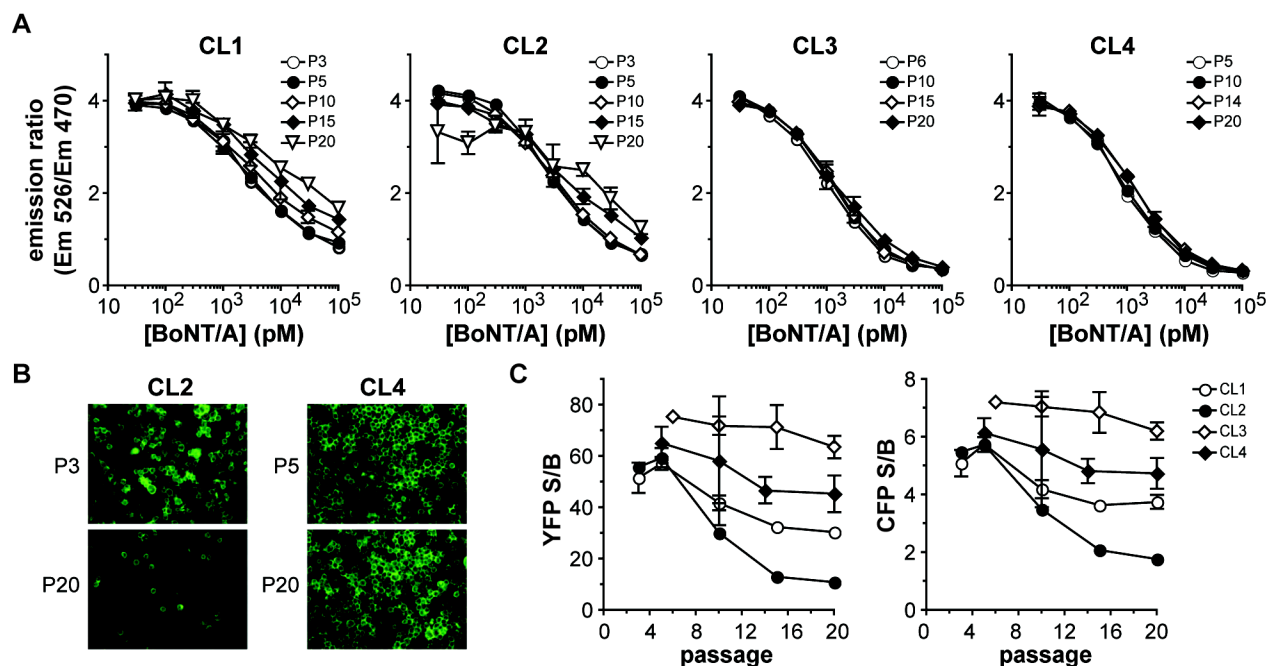 A
CL1
P3
P5
P10
P15
P20
CL2
P3
P5
P10
P15
P20
CL3
P6
P10
P15
P20
CL4
P5
P10
P14
P20
emission ratio
(Em 526/Em 470)
4
2
0
10 10² 10³ 10⁴ 10⁵
[BoNT/A] (pM)
4
2
0
10 10² 10³ 10⁴ 10⁵
[BoNT/A] (pM)
4
2
0
10 10² 10³ 10⁴ 10⁵
[BoNT/A] (pM)
4
2
0
10 10² 10³ 10⁴ 10⁵
[BoNT/A] (pM)
B
CL2
CL4
P3
P5
P20
P20
C
YFP S/B
80
60
40
20
0
0 4 8 12 16 20
passage
CFP S/B
8
6
4
2
0
0 4 8 12 16 20
passage
CL1
CL2
CL3
CL4